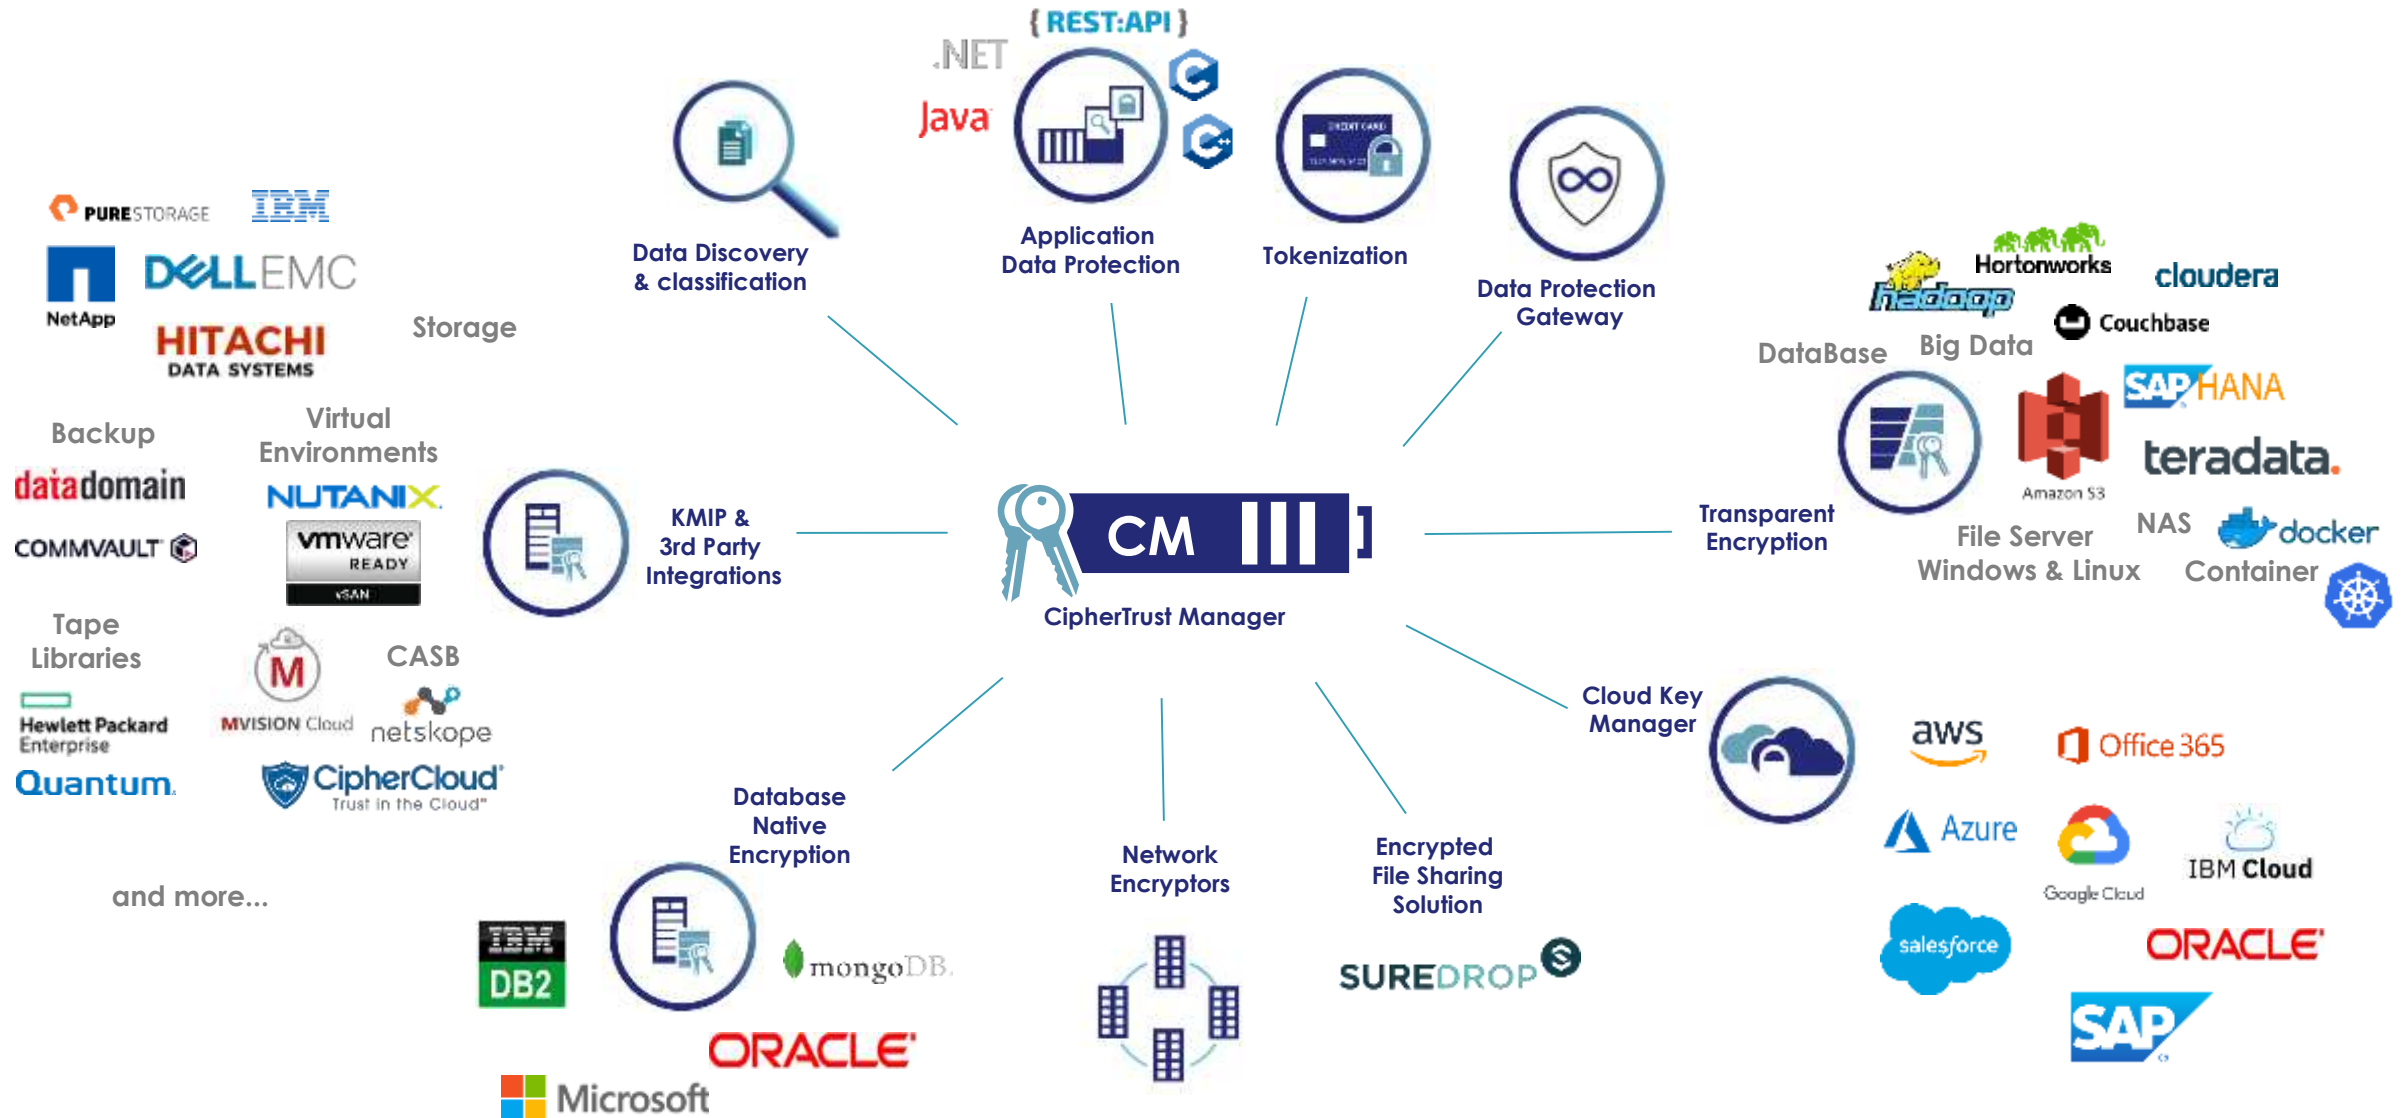 { REST:API }
.NET
Java
C
C++
CREDIT CARD
Data Discovery
& classification
Application
Data Protection
Tokenization
Data Protection
Gateway
PURESTORAGE
IBM
NetApp
DELLEMC
HITACHI
DATA SYSTEMS
Storage
Backup
datadomain
COMMVAULT
Virtual
Environments
NUTANIX
vmware
READY
vSAN
Tape
Libraries
Hewlett Packard
Enterprise
Quantum
M
MVISION Cloud
CASB
netskope
CipherCloud
Trust in the Cloud™
and more...
KMIP &
3rd Party
Integrations
CM
CipherTrust Manager
Hortonworks
hadoop
cloudera
Couchbase
DataBase
Big Data
SAP HANA
Amazon S3
teradata.
Transparent
Encryption
File Server
Windows & Linux
NAS
docker
Container
Cloud Key
Manager
aws
Office 365
Azure
Google Cloud
IBM Cloud
salesforce
ORACLE
SAP
Database
Native
Encryption
IBM
DB2
mongoDB.
ORACLE
Microsoft
Network
Encryptors
Encrypted
File Sharing
Solution
SUREDROP